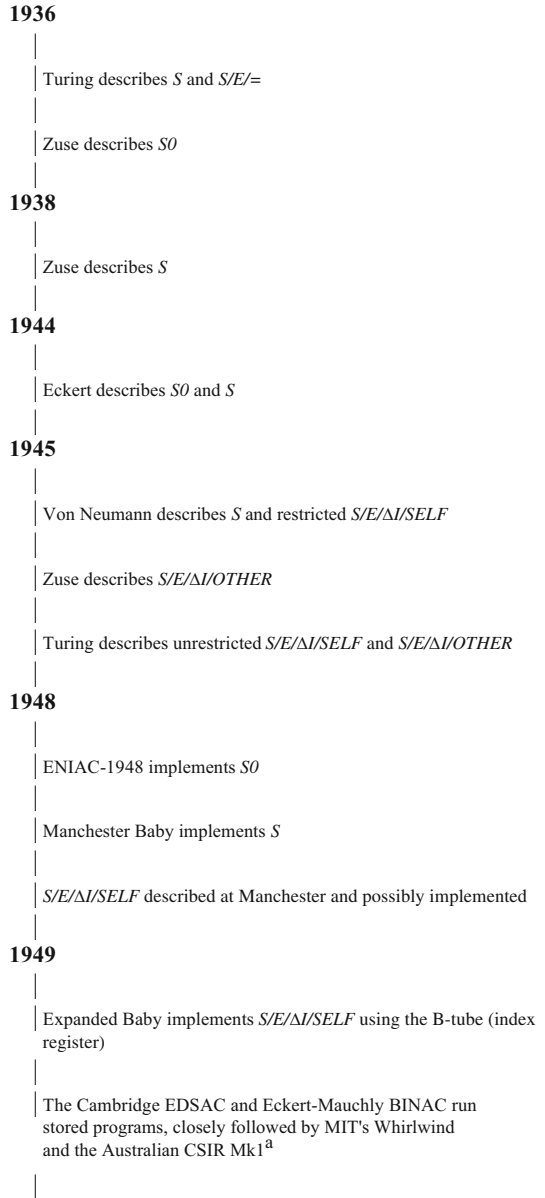 1936
Turing describes S and S/E/=
Zuse describes S0
1938
Zuse describes S
1944
Eckert describes S0 and S
1945
Von Neumann describes S and restricted S/E/ΔI/SELF
Zuse describes S/E/ΔI/OTHER
Turing describes unrestricted S/E/ΔI/SELF and S/E/ΔI/OTHER
1948
ENIAC-1948 implements S0
Manchester Baby implements S
S/E/ΔI/SELF described at Manchester and possibly implemented
1949
Expanded Baby implements S/E/ΔI/SELF using the B-tube (index
register)
The Cambridge EDSAC and Eckert-Mauchly BINAC run
stored programs, closely followed by MIT's Whirlwind
and the Australian CSIR Mk1a